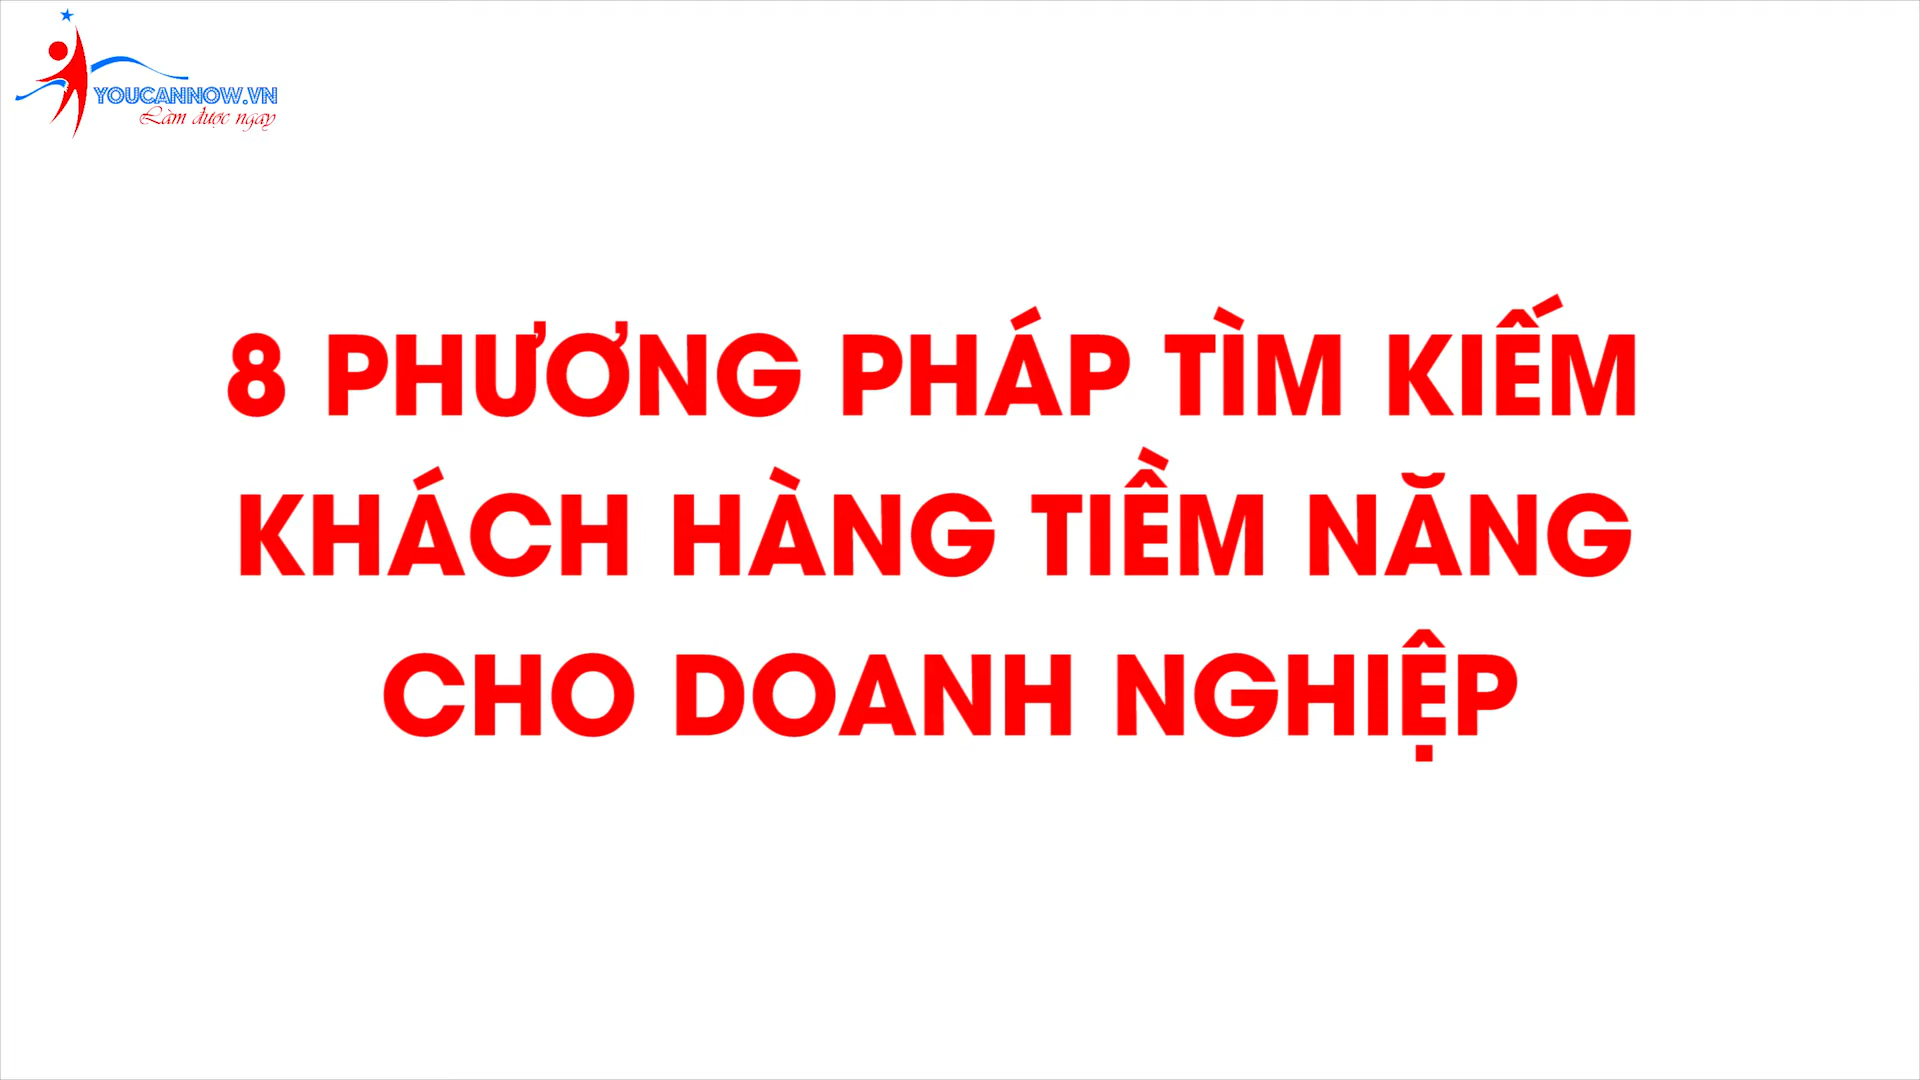 YOUCANNOW.VN
Làm được ngay
8 PHƯƠNG PHÁP TÌM KIẾM
KHÁCH HÀNG TIỀM NĂNG
CHO DOANH NGHIỆP